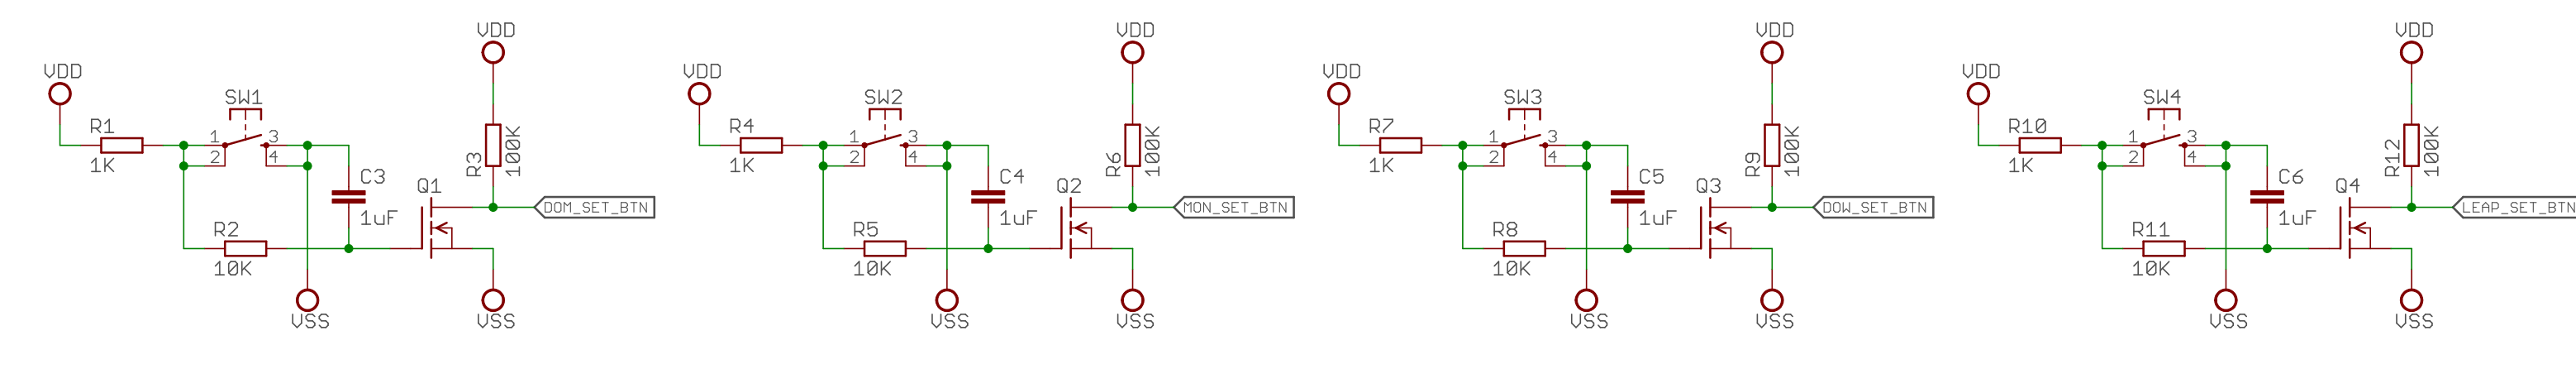 VDD
VDD
SW1
R1
1K
1
2
3
4
R3
100K
C3
1uF
Q1
DOM_SET_BTN
R2
10K
VSS
VSS
VDD
VDD
SW2
R4
1K
1
2
3
4
R6
100K
C4
1uF
Q2
MON_SET_BTN
R5
10K
VSS
VSS
VDD
VDD
SW3
R7
1K
1
2
3
4
R9
100K
C5
1uF
Q3
DOW_SET_BTN
R8
10K
VSS
VSS
VDD
VDD
SW4
R10
1K
1
2
3
4
R12
100K
C6
1uF
Q4
LEAP_SET_BTN
R11
10K
VSS
VSS